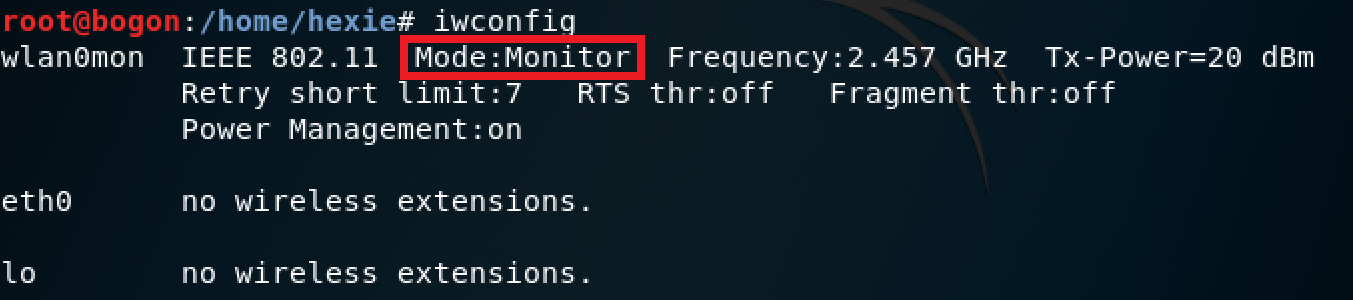 root@bogon:/home/hexie# iwconfig
wlan0mon  IEEE 802.11  Mode:Monitor  Frequency:2.457 GHz  Tx-Power=20 dBm
          Retry short limit:7   RTS thr:off   Fragment thr:off
          Power Management:on

eth0      no wireless extensions.

lo        no wireless extensions.